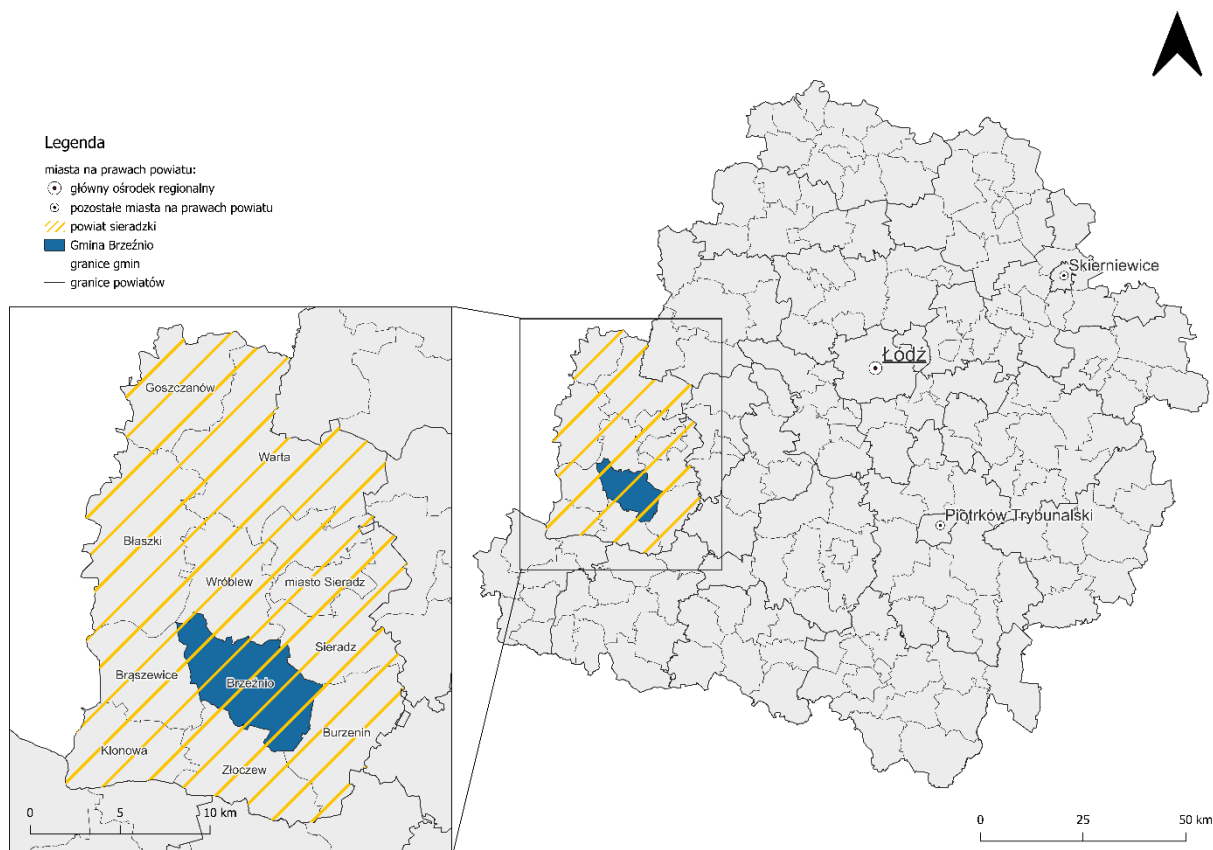 Legenda
miasta na prawach powiatu:
główny ośrodek regionalny
pozostałe miasta na prawach powiatu
powiat sieradzki
Gmina Brzeźnio
granice gmin
granice powiatów
Skierniewice
Łódź
Piotrków Trybunalski
Goszczanów
Warta
Błaszki
Wróblew
miasto Sieradz
Sieradz
Brąszewice
Brzeźnio
Burzenin
Klonowa
Złoczew
0 5 10 km
0 25 50 km